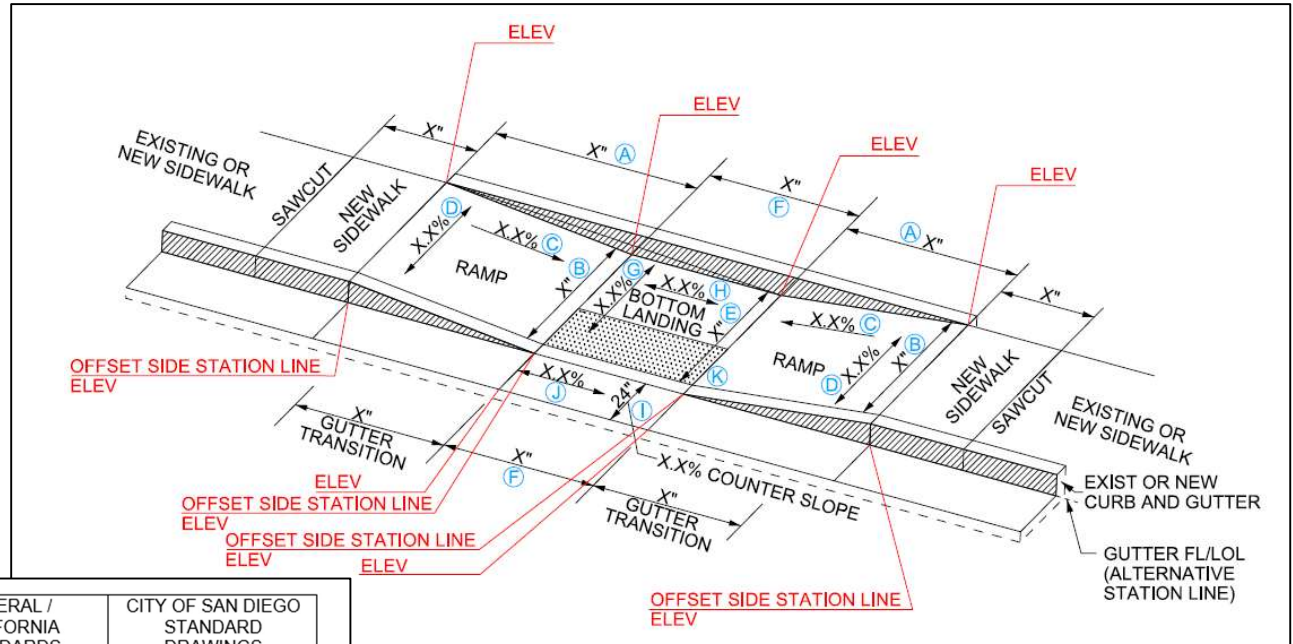 ELEV
ELEV
ELEV
ELEV
X"
X" A
X"
F
A X"
X"
EXISTING OR
NEW SIDEWALK
SAWCUT
NEW
SIDEWALK
X.X% D
X.X% C
RAMP
B
X"
G
X.X%
X.X% H
BOTTOM
LANDING
E
X"
X.X% C
RAMP
X.X%
D
B
X"
NEW
SIDEWALK
SAWCUT
EXISTING OR
NEW SIDEWALK
OFFSET SIDE STATION LINE
ELEV
X.X%
J
24"
I
K
X"
GUTTER
TRANSITION
X"
F
X"
GUTTER
TRANSITION
X.X% COUNTER SLOPE
ELEV
OFFSET SIDE STATION LINE
ELEV
OFFSET SIDE STATION LINE
ELEV
ELEV
EXIST OR NEW
CURB AND GUTTER
GUTTER FL/LOL
(ALTERNATIVE
STATION LINE)
OFFSET SIDE STATION LINE
ELEV
ERAL /
FORNIA
CITY OF SAN DIEGO
STANDARD